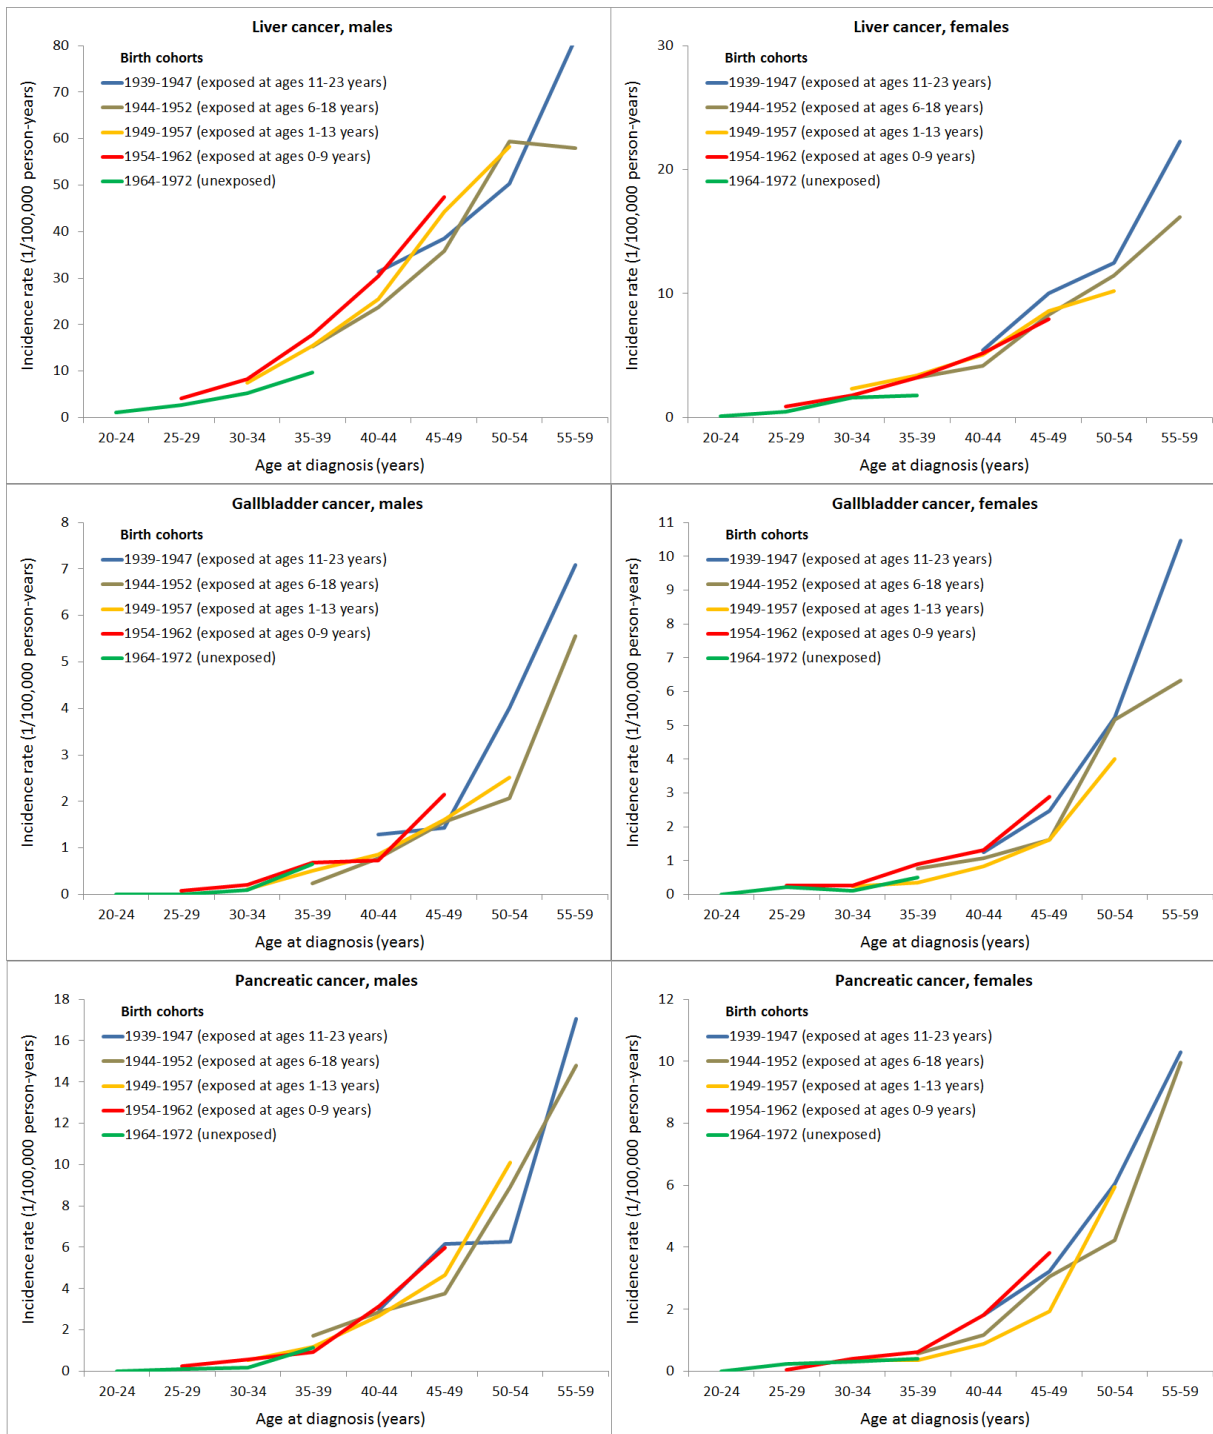 Liver cancer, males
Incidence rate (1/100,000 person-years)
80
70
60
50
40
30
20
10
0
Birth cohorts
1939-1947 (exposed at ages 11-23 years)
1944-1952 (exposed at ages 6-18 years)
1949-1957 (exposed at ages 1-13 years)
1954-1962 (exposed at ages 0-9 years)
1964-1972 (unexposed)
20-24 25-29 30-34 35-39 40-44 45-49 50-54 55-59
Age at diagnosis (years)
Liver cancer, females
Incidence rate (1/100,000 person-years)
30
20
10
0
Birth cohorts
1939-1947 (exposed at ages 11-23 years)
1944-1952 (exposed at ages 6-18 years)
1949-1957 (exposed at ages 1-13 years)
1954-1962 (exposed at ages 0-9 years)
1964-1972 (unexposed)
20-24 25-29 30-34 35-39 40-44 45-49 50-54 55-59
Age at diagnosis (years)
Gallbladder cancer, males
Incidence rate (1/100,000 person-years)
8
7
6
5
4
3
2
1
0
Birth cohorts
1939-1947 (exposed at ages 11-23 years)
1944-1952 (exposed at ages 6-18 years)
1949-1957 (exposed at ages 1-13 years)
1954-1962 (exposed at ages 0-9 years)
1964-1972 (unexposed)
20-24 25-29 30-34 35-39 40-44 45-49 50-54 55-59
Age at diagnosis (years)
Gallbladder cancer, females
Incidence rate (1/100,000 person-years)
11
10
9
8
7
6
5
4
3
2
1
0
Birth cohorts
1939-1947 (exposed at ages 11-23 years)
1944-1952 (exposed at ages 6-18 years)
1949-1957 (exposed at ages 1-13 years)
1954-1962 (exposed at ages 0-9 years)
1964-1972 (unexposed)
20-24 25-29 30-34 35-39 40-44 45-49 50-54 55-59
Age at diagnosis (years)
Pancreatic cancer, males
Incidence rate (1/100,000 person-years)
18
16
14
12
10
8
6
4
2
0
Birth cohorts
1939-1947 (exposed at ages 11-23 years)
1944-1952 (exposed at ages 6-18 years)
1949-1957 (exposed at ages 1-13 years)
1954-1962 (exposed at ages 0-9 years)
1964-1972 (unexposed)
20-24 25-29 30-34 35-39 40-44 45-49 50-54 55-59
Age at diagnosis (years)
Pancreatic cancer, females
Incidence rate (1/100,000 person-years)
12
10
8
6
4
2
0
Birth cohorts
1939-1947 (exposed at ages 11-23 years)
1944-1952 (exposed at ages 6-18 years)
1949-1957 (exposed at ages 1-13 years)
1954-1962 (exposed at ages 0-9 years)
1964-1972 (unexposed)
20-24 25-29 30-34 35-39 40-44 45-49 50-54 55-59
Age at diagnosis (years)